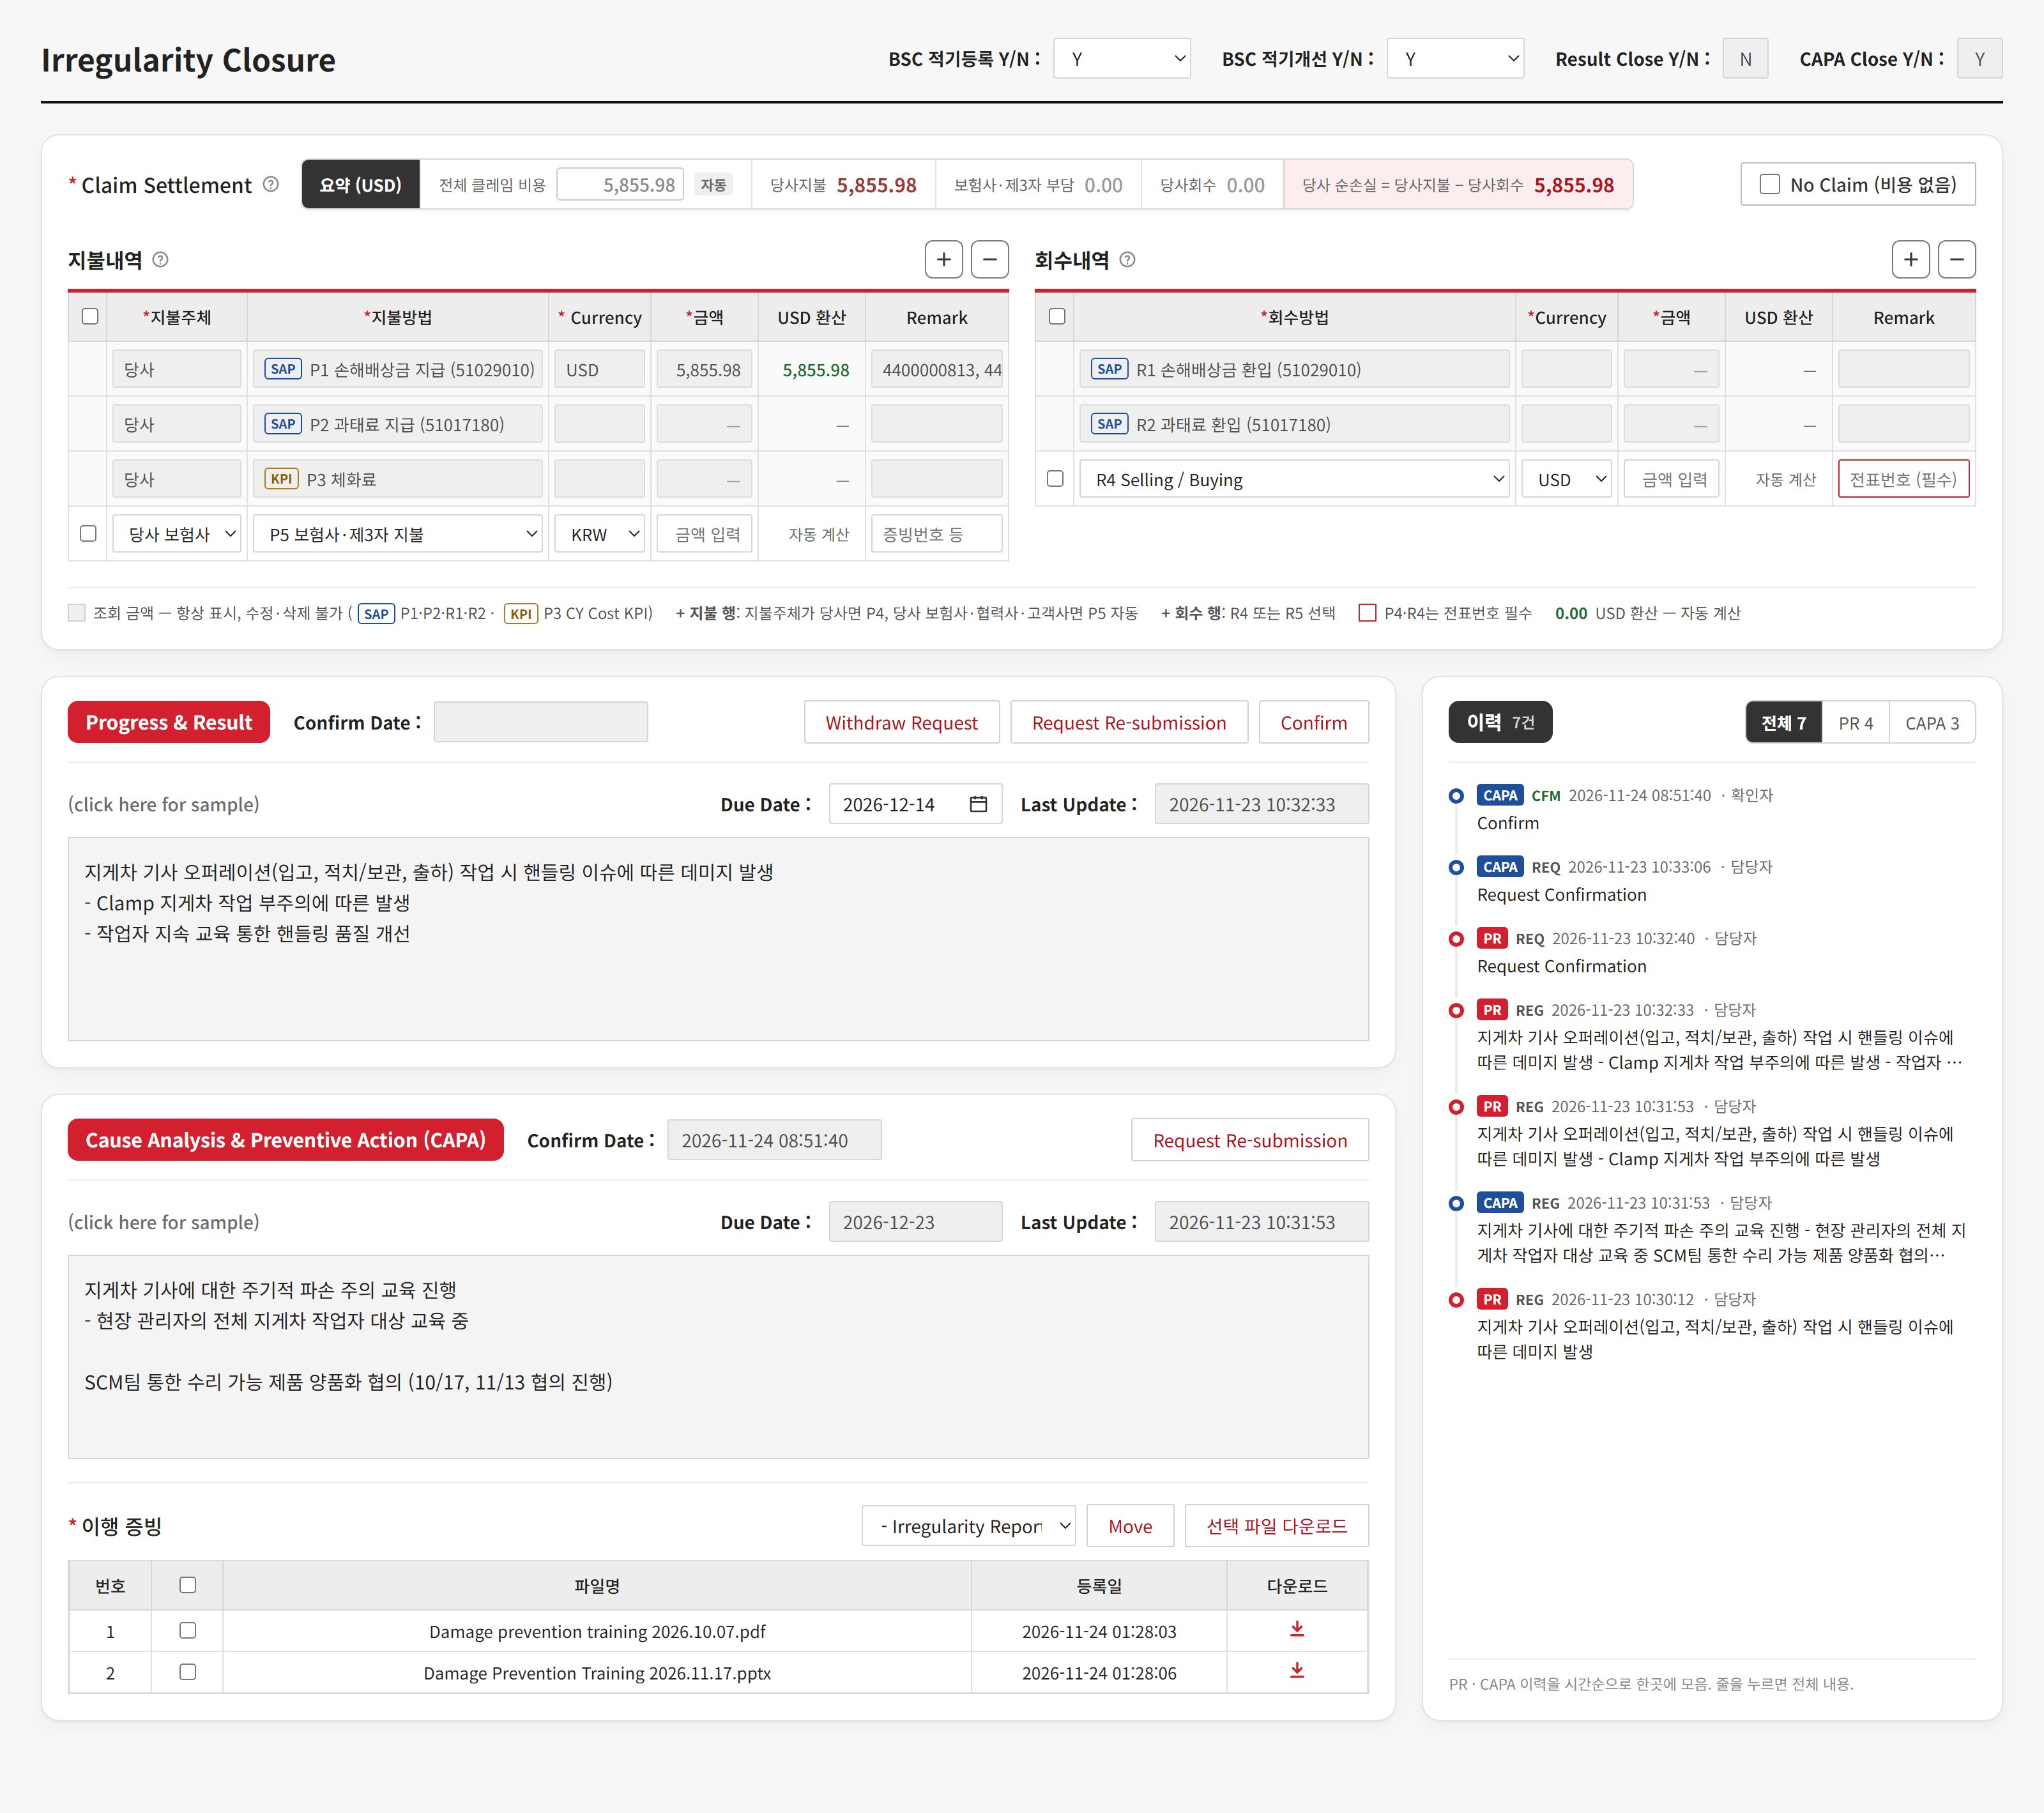 Irregularity Closure
BSC 적기등록 Y/N : Y
BSC 적기개선 Y/N : Y
Result Close Y/N : N
CAPA Close Y/N : Y
* Claim Settlement ?
요약 (USD)
전체 클레임 비용 5,855.98 자동
당사지불 5,855.98
보험사·제3자 부담 0.00
당사회수 0.00
당사 순손실 = 당사지불 − 당사회수 5,855.98
No Claim (비용 없음)
지불내역 ? + −
*지불주체 *지불방법 * Currency *금액 USD 환산 Remark
당사 SAP P1 손해배상금 지급 (51029010) USD 5,855.98 5,855.98 4400000813, 44
당사 SAP P2 과태료 지급 (51017180) — —
당사 KPI P3 체화료 — —
당사 보험사 P5 보험사·제3자 지불 KRW 금액 입력 자동 계산 증빙번호 등
회수내역 ? + −
*회수방법 *Currency *금액 USD 환산 Remark
SAP R1 손해배상금 환입 (51029010) — —
SAP R2 과태료 환입 (51017180) — —
R4 Selling / Buying USD 금액 입력 자동 계산 전표번호 (필수)
조회 금액 — 항상 표시, 수정·삭제 불가 ( SAP P1·P2·R1·R2 · KPI P3 CY Cost KPI) + 지불 행: 지불주체가 당사면 P4, 당사 보험사·협력사·고객사면 P5 자동 + 회수 행: R4 또는 R5 선택 P4·R4는 전표번호 필수 0.00 USD 환산 — 자동 계산
Progress & Result
Confirm Date :
Withdraw Request
Request Re-submission
Confirm
(click here for sample)
Due Date : 2026-12-14
Last Update : 2026-11-23 10:32:33
지게차 기사 오퍼레이션(입고, 적치/보관, 출하) 작업 시 핸들링 이슈에 따른 데미지 발생
- Clamp 지게차 작업 부주의에 따른 발생
- 작업자 지속 교육 통한 핸들링 품질 개선
Cause Analysis & Preventive Action (CAPA)
Confirm Date : 2026-11-24 08:51:40
Request Re-submission
(click here for sample)
Due Date : 2026-12-23
Last Update : 2026-11-23 10:31:53
지게차 기사에 대한 주기적 파손 주의 교육 진행
- 현장 관리자의 전체 지게차 작업자 대상 교육 중
SCM팀 통한 수리 가능 제품 양품화 협의 (10/17, 11/13 협의 진행)
* 이행 증빙
- Irregularity Repor
Move
선택 파일 다운로드
번호 파일명 등록일 다운로드
1 Damage prevention training 2026.10.07.pdf 2026-11-24 01:28:03
2 Damage Prevention Training 2026.11.17.pptx 2026-11-24 01:28:06
이력 7건
전체 7
PR 4
CAPA 3
CAPA CFM 2026-11-24 08:51:40 · 확인자
Confirm
CAPA REQ 2026-11-23 10:33:06 · 담당자
Request Confirmation
PR REQ 2026-11-23 10:32:40 · 담당자
Request Confirmation
PR REG 2026-11-23 10:32:33 · 담당자
지게차 기사 오퍼레이션(입고, 적치/보관, 출하) 작업 시 핸들링 이슈에
따른 데미지 발생 - Clamp 지게차 작업 부주의에 따른 발생 - 작업자 …
PR REG 2026-11-23 10:31:53 · 담당자
지게차 기사 오퍼레이션(입고, 적치/보관, 출하) 작업 시 핸들링 이슈에
따른 데미지 발생 - Clamp 지게차 작업 부주의에 따른 발생
CAPA REG 2026-11-23 10:31:53 · 담당자
지게차 기사에 대한 주기적 파손 주의 교육 진행 - 현장 관리자의 전체 지
게차 작업자 대상 교육 중 SCM팀 통한 수리 가능 제품 양품화 협의…
PR REG 2026-11-23 10:30:12 · 담당자
지게차 기사 오퍼레이션(입고, 적치/보관, 출하) 작업 시 핸들링 이슈에
따른 데미지 발생
PR · CAPA 이력을 시간순으로 한곳에 모음. 줄을 누르면 전체 내용.